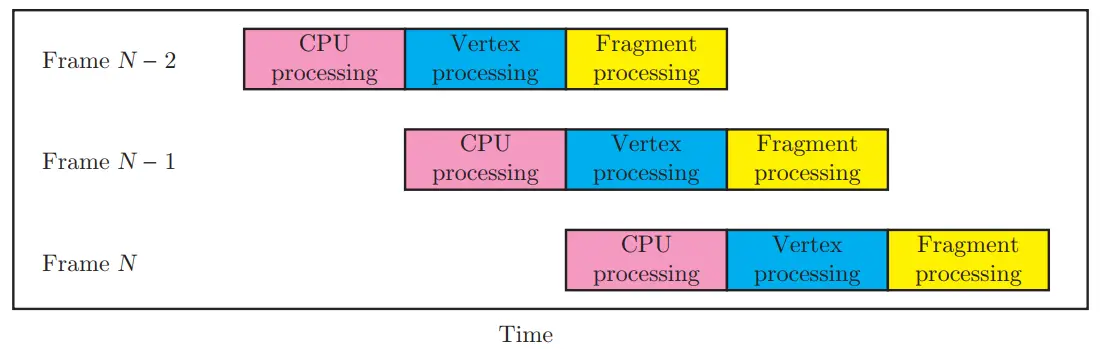 Frame N − 2
CPU
processing
Vertex
processing
Fragment
processing
Frame N − 1
CPU
processing
Vertex
processing
Fragment
processing
Frame N
CPU
processing
Vertex
processing
Fragment
processing
Time